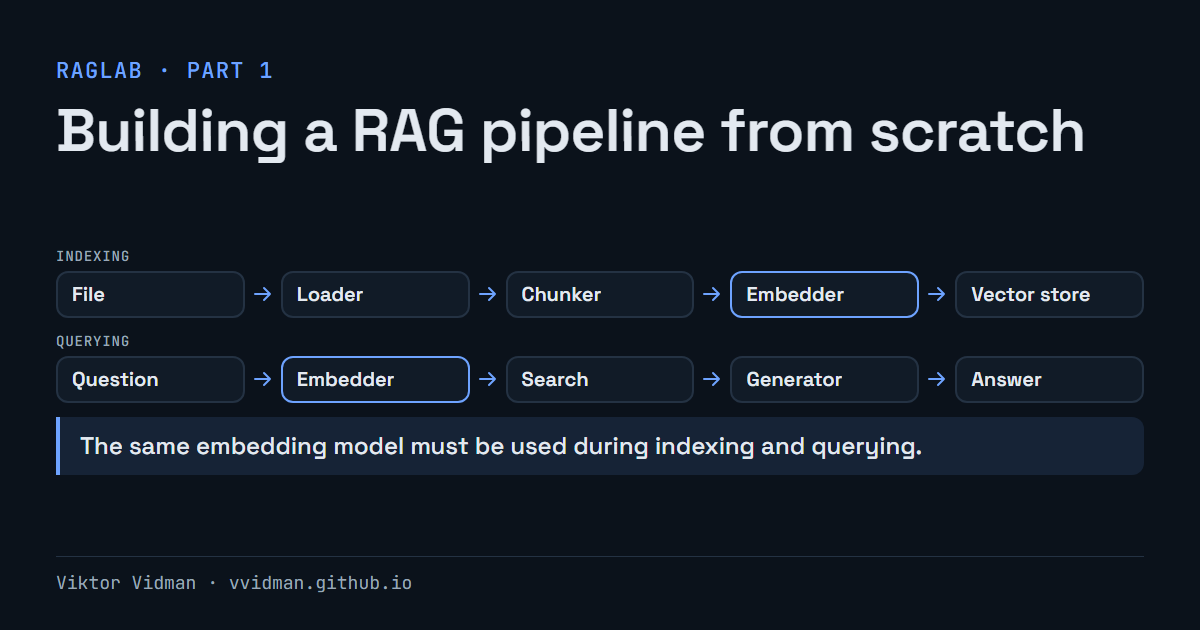 RAGLAB · PART 1
Building a RAG pipeline from scratch
INDEXING
File → Loader → Chunker → Embedder → Vector store
QUERYING
Question → Embedder → Search → Generator → Answer
The same embedding model must be used during indexing and querying.
Viktor Vidman · vvidman.github.io